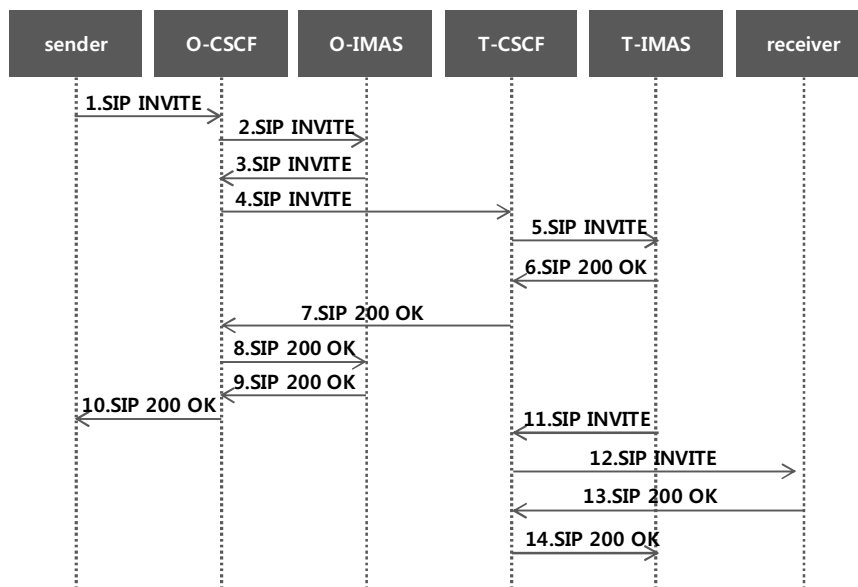 sender O-CSCF O-IMAS T-CSCF T-IMAS receiver
1.SIP INVITE
2.SIP INVITE
3.SIP INVITE
4.SIP INVITE
5.SIP INVITE
6.SIP 200 OK
7.SIP 200 OK
8.SIP 200 OK
9.SIP 200 OK
10.SIP 200 OK
11.SIP INVITE
12.SIP INVITE
13.SIP 200 OK
14.SIP 200 OK